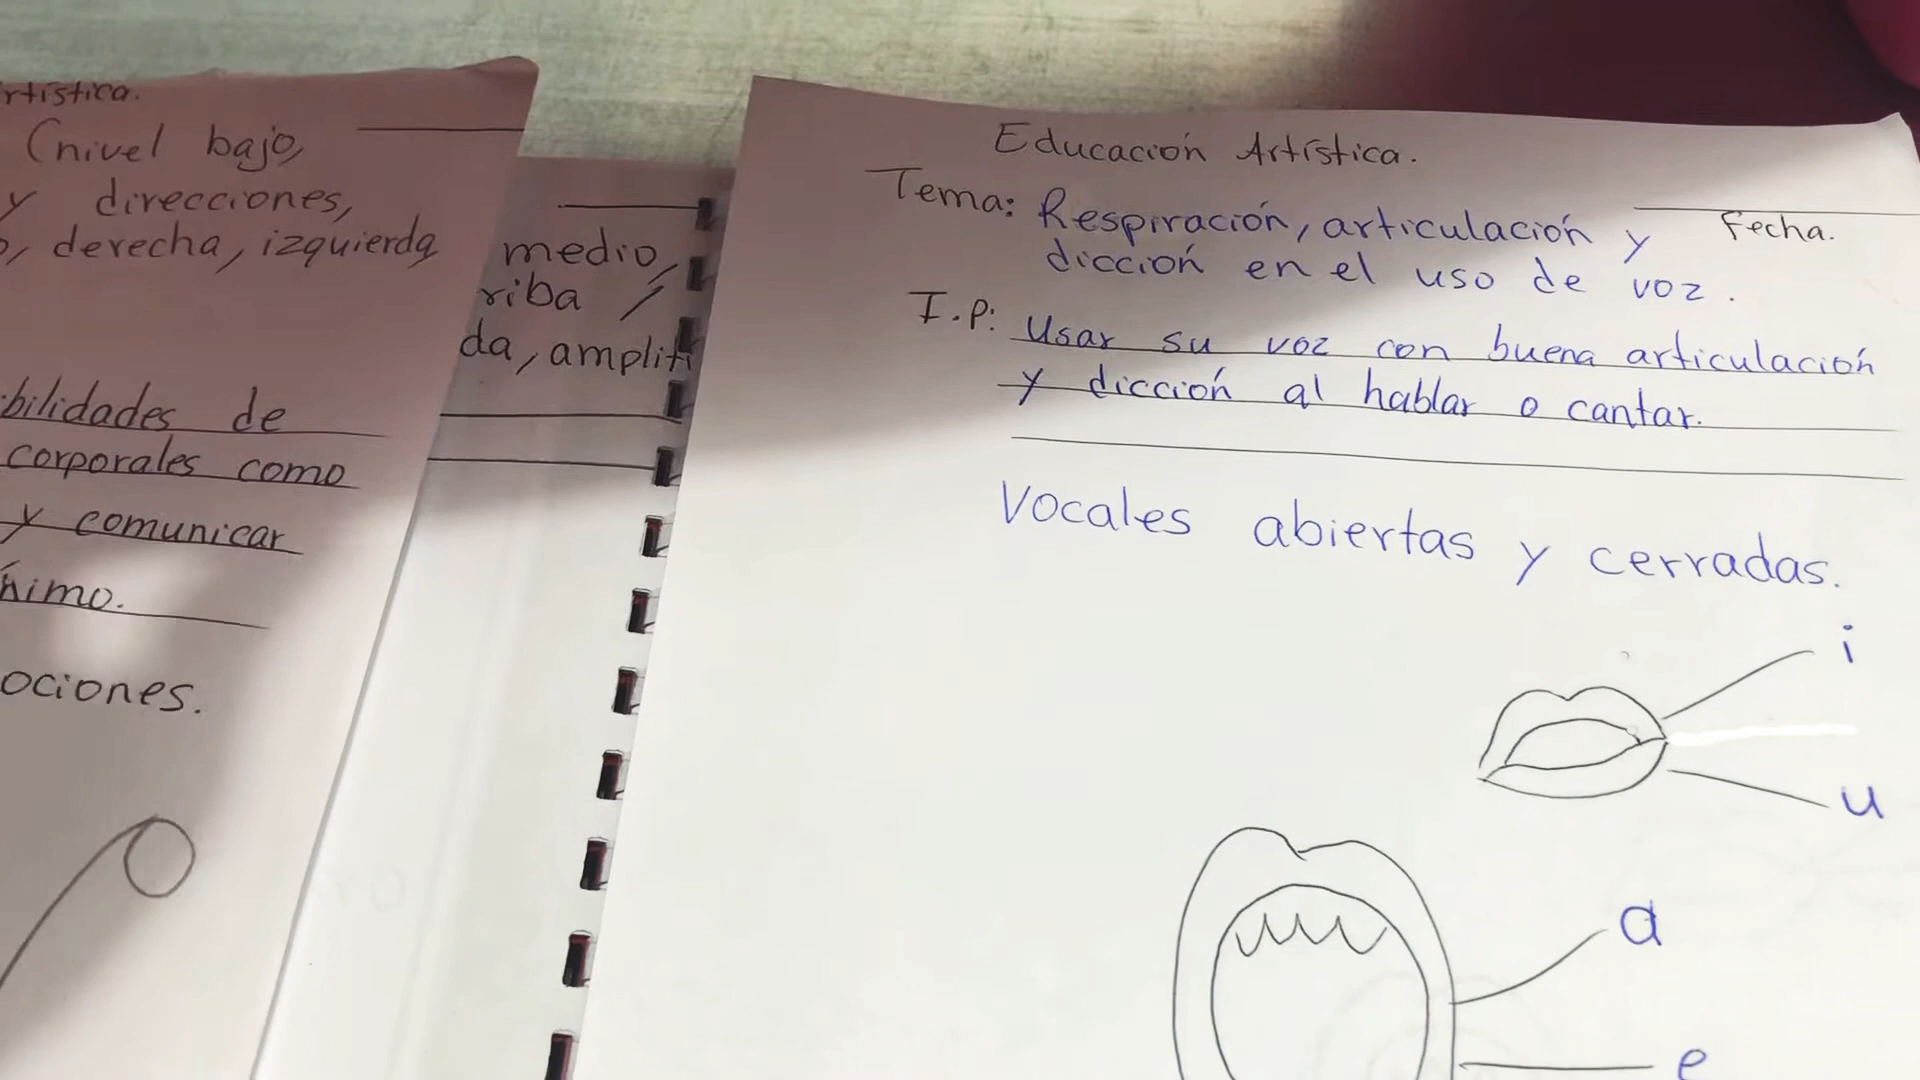 rtística.
(nivel bajo,
y direcciones,
, derecha, izquierda
bilidades de
corporales como
y comunicar
nimo.
ociones.
medio,
riba y
da, amplit
Educación Artística.
Tema: Respiración, articulación y
dicción en el uso de voz.
Fecha.
I.P: Usar su voz con buena articulación
y dicción al hablar o cantar.
Vocales abiertas y cerradas.
i
u
a
e